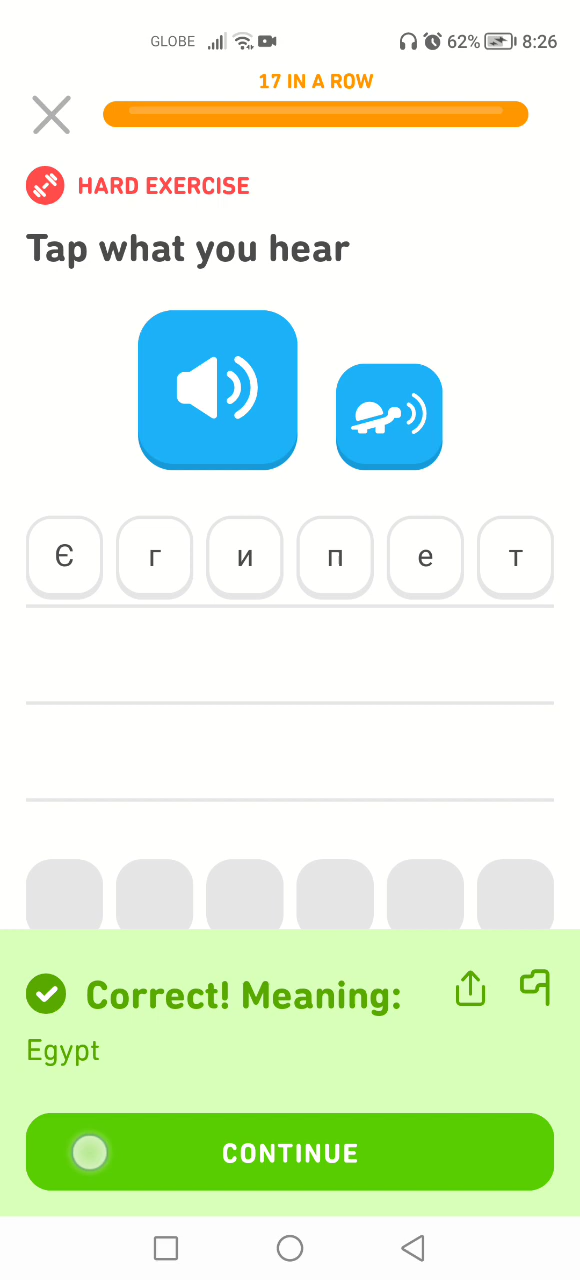 GLOBE 62% 8:26
17 IN A ROW
HARD EXERCISE
Tap what you hear
Є г и п е т
Correct! Meaning:
Egypt
CONTINUE